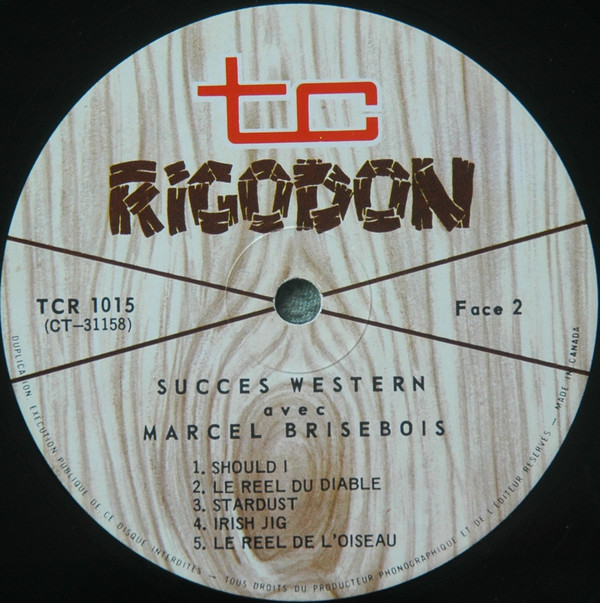 tc
RIGODON
TCR 1015
(CT-31158)
Face 2
SUCCES WESTERN
avec
MARCEL BRISEBOIS
1. SHOULD I
2. LE REEL DU DIABLE
3. STARDUST
4. IRISH JIG
5. LE REEL DE L'OISEAU
DUPLICATION EXECUTION PUBLIQUE DE CE DISQUE INTERDITES - TOUS DROITS DU PRODUCTEUR PHONOGRAPHIQUE ET DE L'EDITEUR RESERVES - MADE IN CANADA